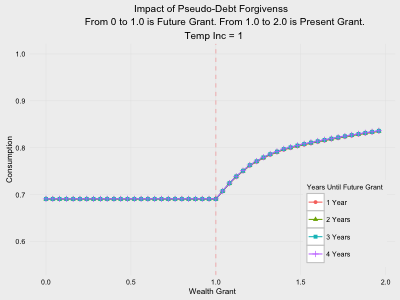 Impact of Pseudo-Debt Forgivenss
From 0 to 1.0 is Future Grant. From 1.0 to 2.0 is Present Grant.
Temp Inc = 1
1.0
0.9
0.8
0.7
0.6
Consumption
Years Until Future Grant
1 Year
2 Years
3 Years
4 Years
0.0
0.5
1.0
1.5
2.0
Wealth Grant